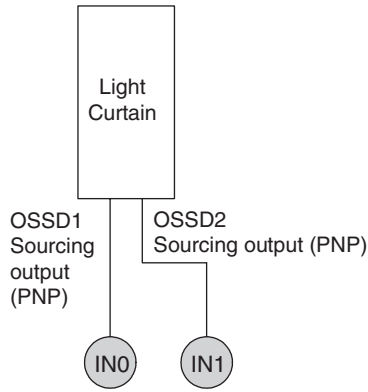 Light
Curtain
OSSD1
Sourcing
output
(PNP)
OSSD2
Sourcing output (PNP)
IN0
IN1